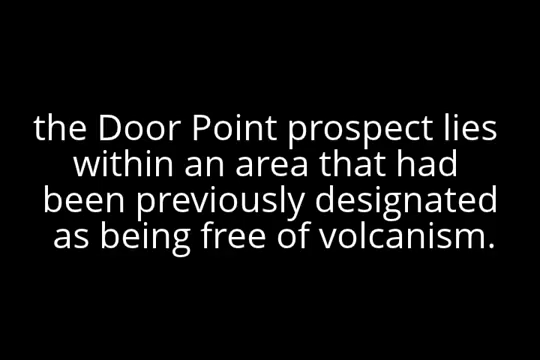 the Door Point prospect lies
within an area that had
been previously designated
as being free of volcanism.